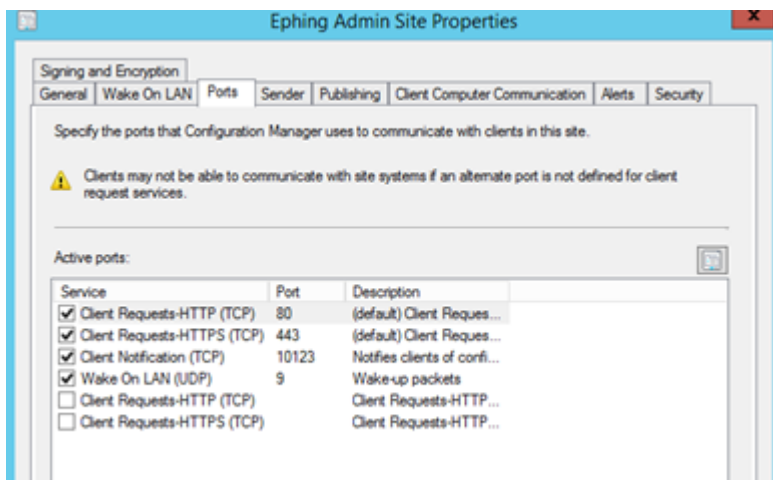 Ephing Admin Site Properties
x
Signing and Encryption
General Wake On LAN Ports Sender Publishing Client Computer Communication Alerts Security
Specify the ports that Configuration Manager uses to communicate with clients in this site.
Clients may not be able to communicate with site systems if an alternate port is not defined for client
request services.
Active ports:
Service Port Description
Client Requests-HTTP (TCP) 80 (default) Client Reques...
Client Requests-HTTPS (TCP) 443 (default) Client Reques...
Client Notification (TCP) 10123 Notifies clients of confi...
Wake On LAN (UDP) 9 Wake-up packets
Client Requests-HTTP (TCP) Client Requests-HTTP...
Client Requests-HTTPS (TCP) Client Requests-HTTP...